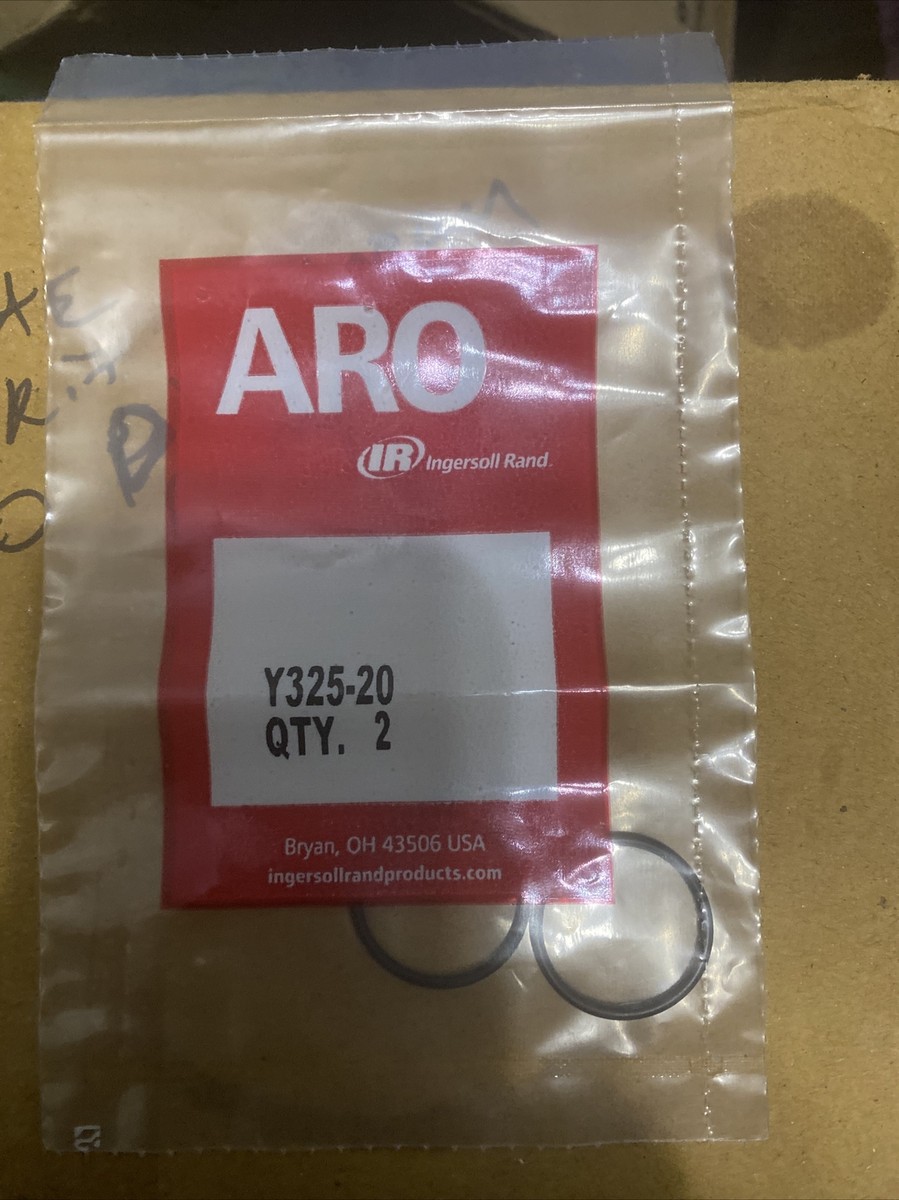 ARO
IR Ingersoll Rand
Y325-20
QTY. 2
Bryan, OH 43506 USA
ingersollrandproducts.com